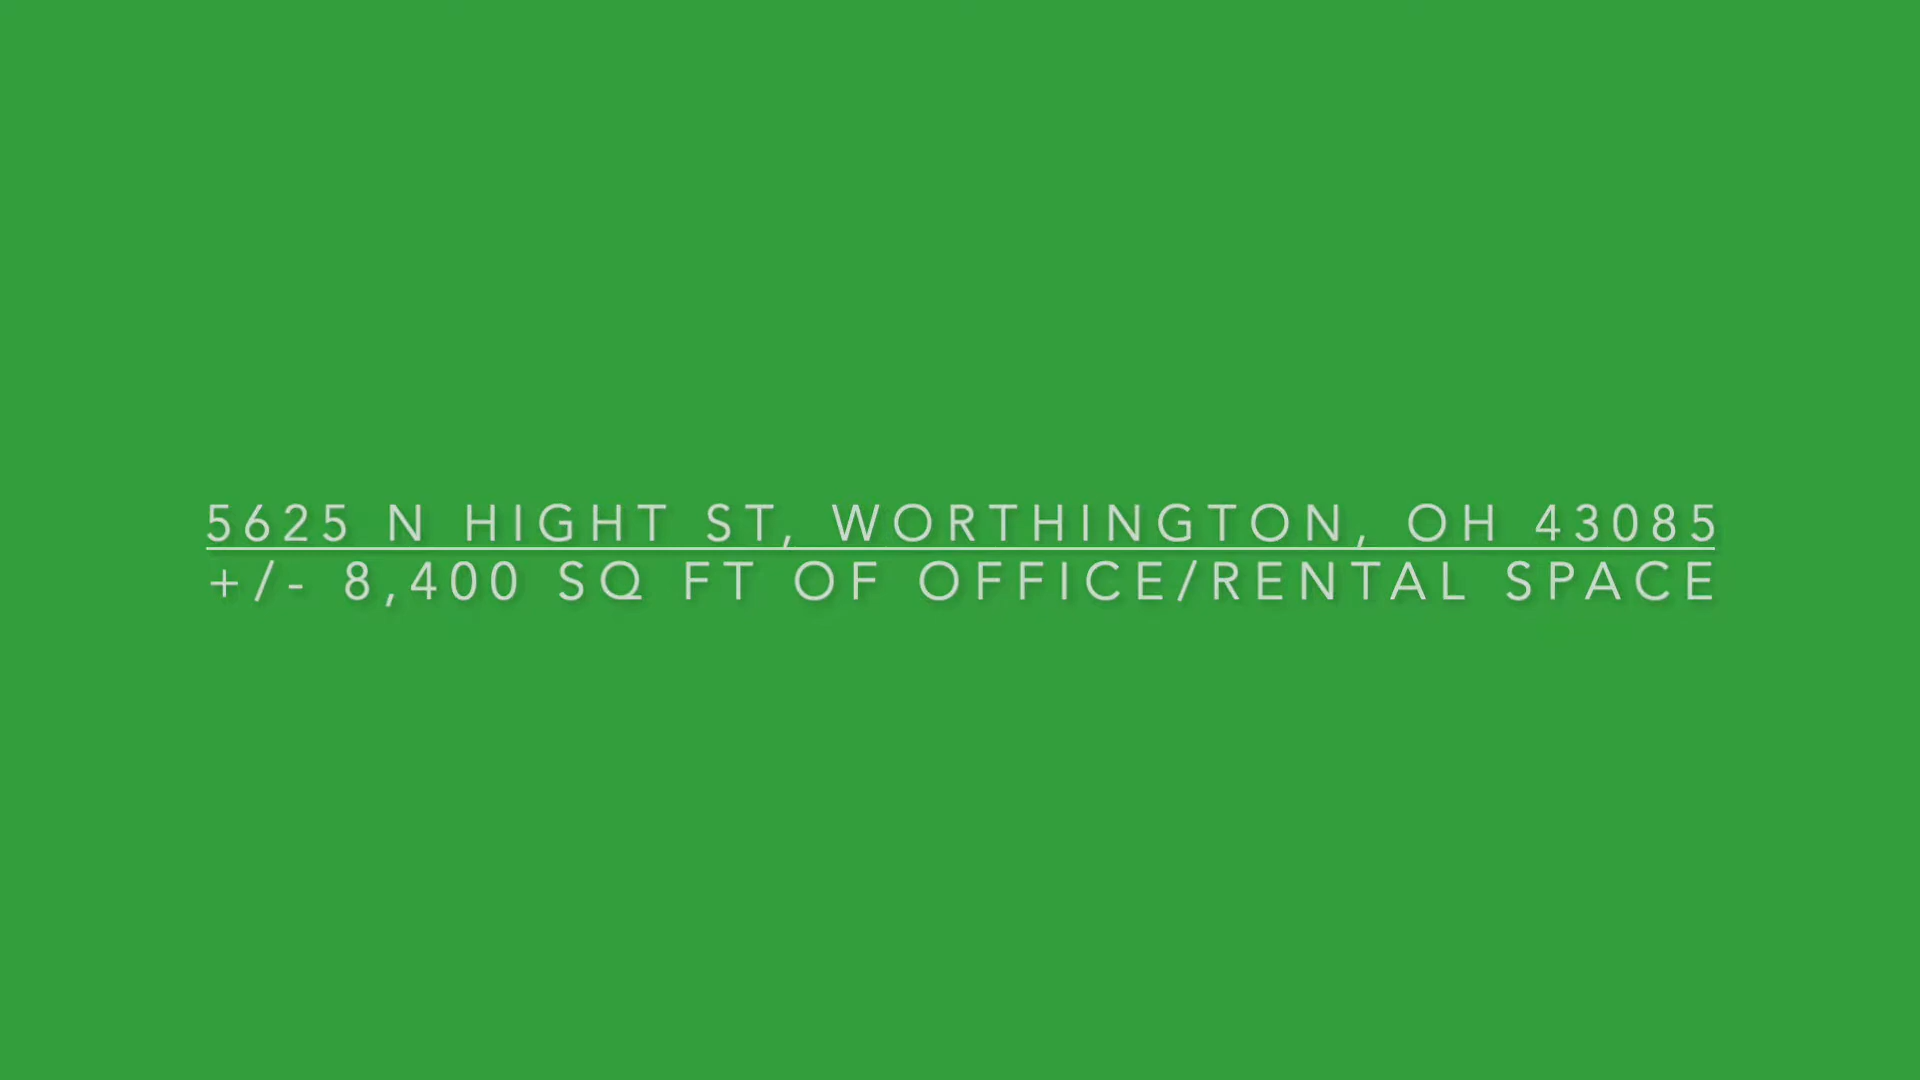 5625 N HIGHT ST, WORTHINGTON, OH 43085
+/- 8,400 SQ FT OF OFFICE/RENTAL SPACE